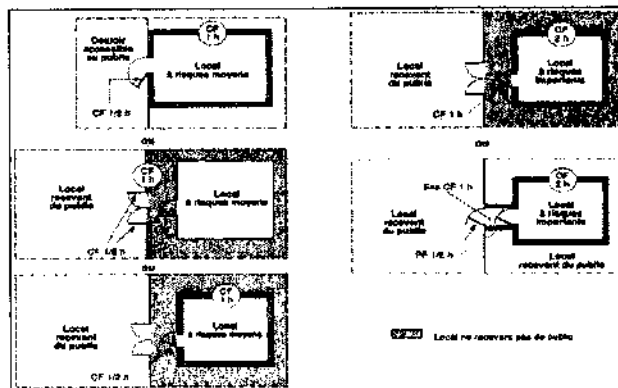 Local
à risques moyens
CF
1 h
accessible
au public
CF 1/2 h
ou
Local
recevant
du public
CF
1 h
CF 1/2 h
Local
à risques moyens
ou
Local
recevant
du public
CF
1 h
Local
à risques moyens
CF 1/2 h
Local
recevant
du public
CF
2 h
Local
à risques
importants
CF 1 h
ou
Local
recevant
du public
CF 1 h
PF 1/2 h
CF
2 h
Local
à risques
importants
Local
recevant du public
Local ne recevant pas de public